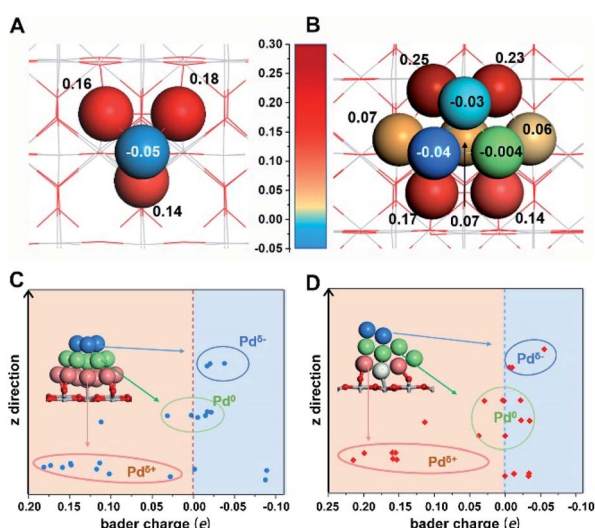 A
0.16
0.18
-0.05
0.14
0.30
0.25
0.20
0.15
0.10
0.05
0.00
-0.05
B
0.25
0.23
-0.03
0.07
0.06
-0.04
-0.004
0.17
0.07
0.14
C
z direction
Pdδ-
Pd0
Pdδ+
0.20 0.15 0.10 0.05 0.00 -0.05 -0.10
bader charge (e)
D
z direction
Pdδ-
Pd0
Pdδ+
0.25 0.20 0.15 0.10 0.05 0.00 -0.05 -0.10
bader charge (e)